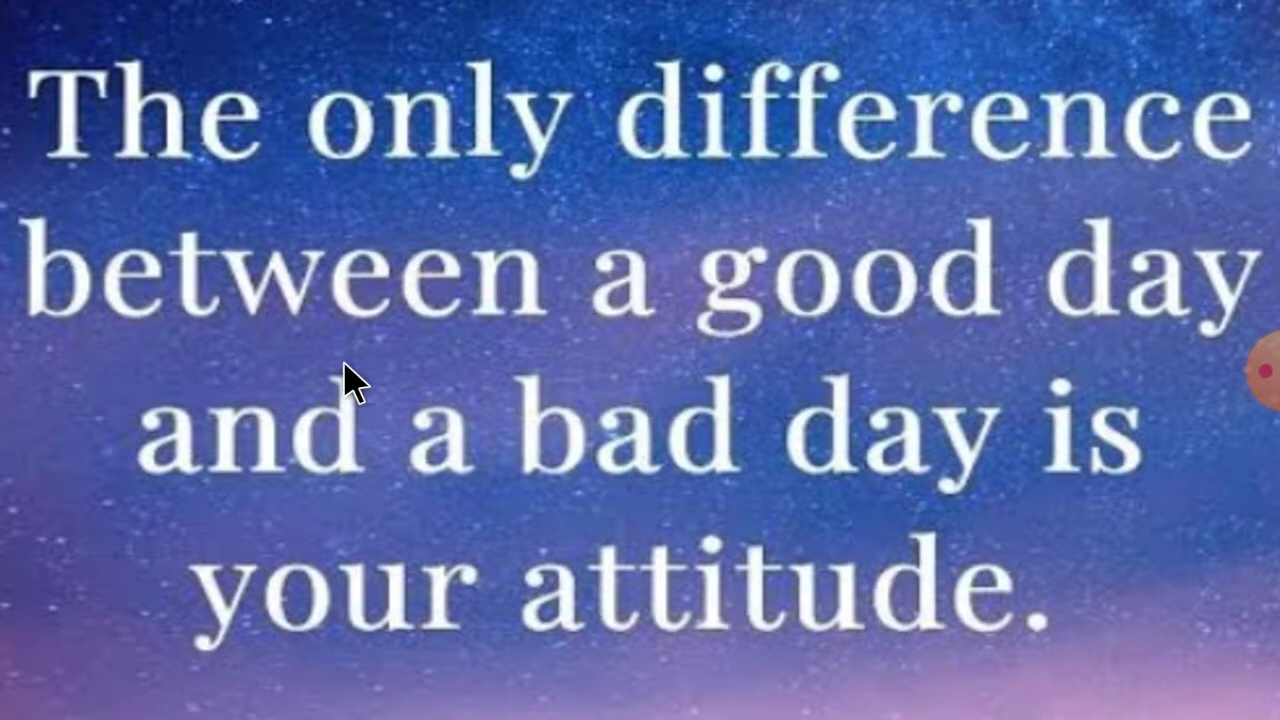 The only difference
between a good day
and a bad day is
your attitude.